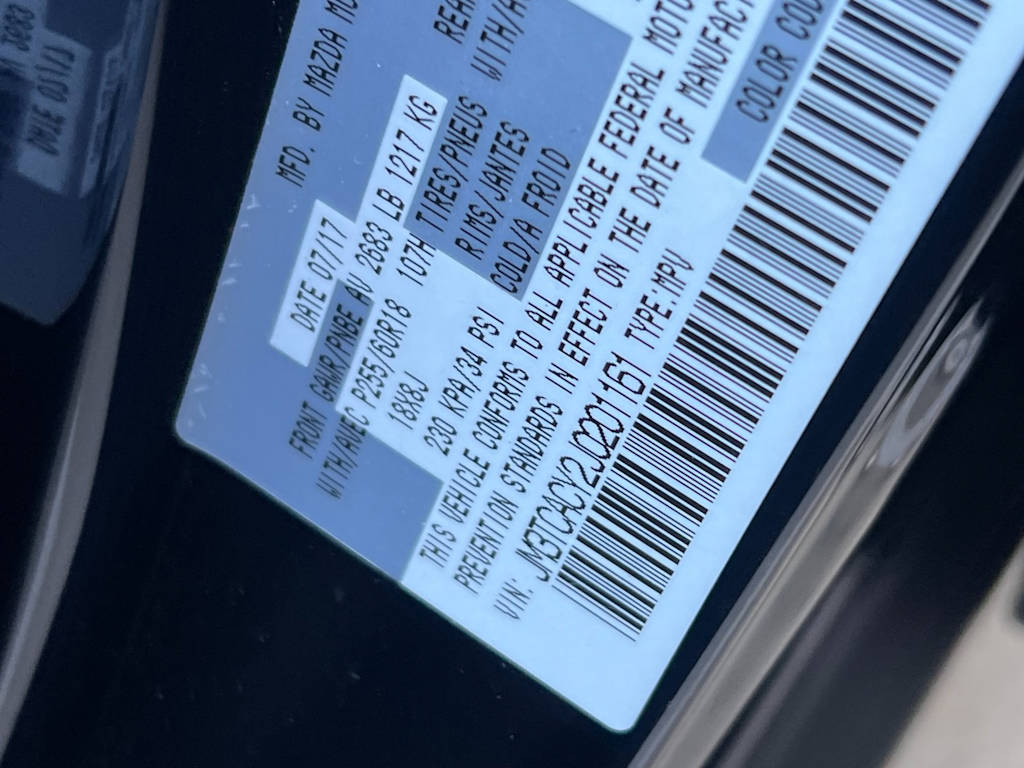 MFD. BY MAZDA
DATE 07/17
FRONT GAWR/PNBE AV 2683 LB 1217 KG
WITH/AVEC P255/60R18 107H TIRES/PNEUS
18X8J RIMS/JANTES
230 KPA/34 PSI COLD/A FROID
THIS VEHICLE CONFORMS TO ALL APPLICABLE FEDERAL MOTO
PREVENTION STANDARDS IN EFFECT ON THE DATE OF MANUFACT
VIN: JM3TCACY2J0201161 TYPE:MPV COLOR COD